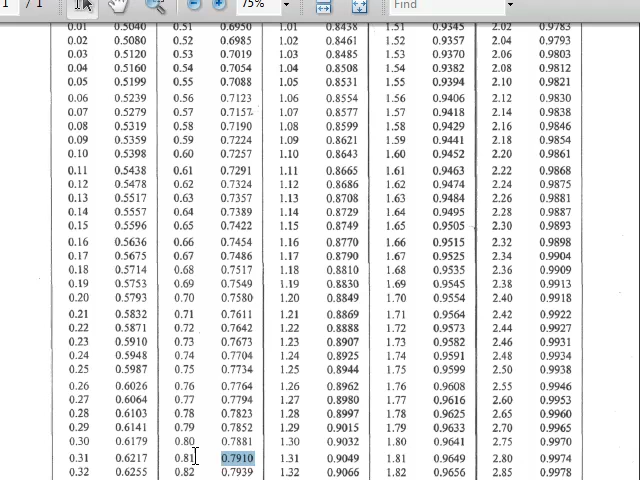 1 / 1 75% Find
0.01 0.5040 0.51 0.6950 1.01 0.8438 1.51 0.9345 2.02 0.9783
0.02 0.5080 0.52 0.6985 1.02 0.8461 1.52 0.9357 2.04 0.9793
0.03 0.5120 0.53 0.7019 1.03 0.8485 1.53 0.9370 2.06 0.9803
0.04 0.5160 0.54 0.7054 1.04 0.8508 1.54 0.9382 2.08 0.9812
0.05 0.5199 0.55 0.7088 1.05 0.8531 1.55 0.9394 2.10 0.9821
0.06 0.5239 0.56 0.7123 1.06 0.8554 1.56 0.9406 2.12 0.9830
0.07 0.5279 0.57 0.7157 1.07 0.8577 1.57 0.9418 2.14 0.9838
0.08 0.5319 0.58 0.7190 1.08 0.8599 1.58 0.9429 2.16 0.9846
0.09 0.5359 0.59 0.7224 1.09 0.8621 1.59 0.9441 2.18 0.9854
0.10 0.5398 0.60 0.7257 1.10 0.8643 1.60 0.9452 2.20 0.9861
0.11 0.5438 0.61 0.7291 1.11 0.8665 1.61 0.9463 2.22 0.9868
0.12 0.5478 0.62 0.7324 1.12 0.8686 1.62 0.9474 2.24 0.9875
0.13 0.5517 0.63 0.7357 1.13 0.8708 1.63 0.9484 2.26 0.9881
0.14 0.5557 0.64 0.7389 1.14 0.8729 1.64 0.9495 2.28 0.9887
0.15 0.5596 0.65 0.7422 1.15 0.8749 1.65 0.9505 2.30 0.9893
0.16 0.5636 0.66 0.7454 1.16 0.8770 1.66 0.9515 2.32 0.9898
0.17 0.5675 0.67 0.7486 1.17 0.8790 1.67 0.9525 2.34 0.9904
0.18 0.5714 0.68 0.7517 1.18 0.8810 1.68 0.9535 2.36 0.9909
0.19 0.5753 0.69 0.7549 1.19 0.8830 1.69 0.9545 2.38 0.9913
0.20 0.5793 0.70 0.7580 1.20 0.8849 1.70 0.9554 2.40 0.9918
0.21 0.5832 0.71 0.7611 1.21 0.8869 1.71 0.9564 2.42 0.9922
0.22 0.5871 0.72 0.7642 1.22 0.8888 1.72 0.9573 2.44 0.9927
0.23 0.5910 0.73 0.7673 1.23 0.8907 1.73 0.9582 2.46 0.9931
0.24 0.5948 0.74 0.7704 1.24 0.8925 1.74 0.9591 2.48 0.9934
0.25 0.5987 0.75 0.7734 1.25 0.8944 1.75 0.9599 2.50 0.9938
0.26 0.6026 0.76 0.7764 1.26 0.8962 1.76 0.9608 2.55 0.9946
0.27 0.6064 0.77 0.7794 1.27 0.8980 1.77 0.9616 2.60 0.9953
0.28 0.6103 0.78 0.7823 1.28 0.8997 1.78 0.9625 2.65 0.9960
0.29 0.6141 0.79 0.7852 1.29 0.9015 1.79 0.9633 2.70 0.9965
0.30 0.6179 0.80 0.7881 1.30 0.9032 1.80 0.9641 2.75 0.9970
0.31 0.6217 0.81 0.7910 1.31 0.9049 1.81 0.9649 2.80 0.9974
0.32 0.6255 0.82 0.7939 1.32 0.9066 1.82 0.9656 2.85 0.9978